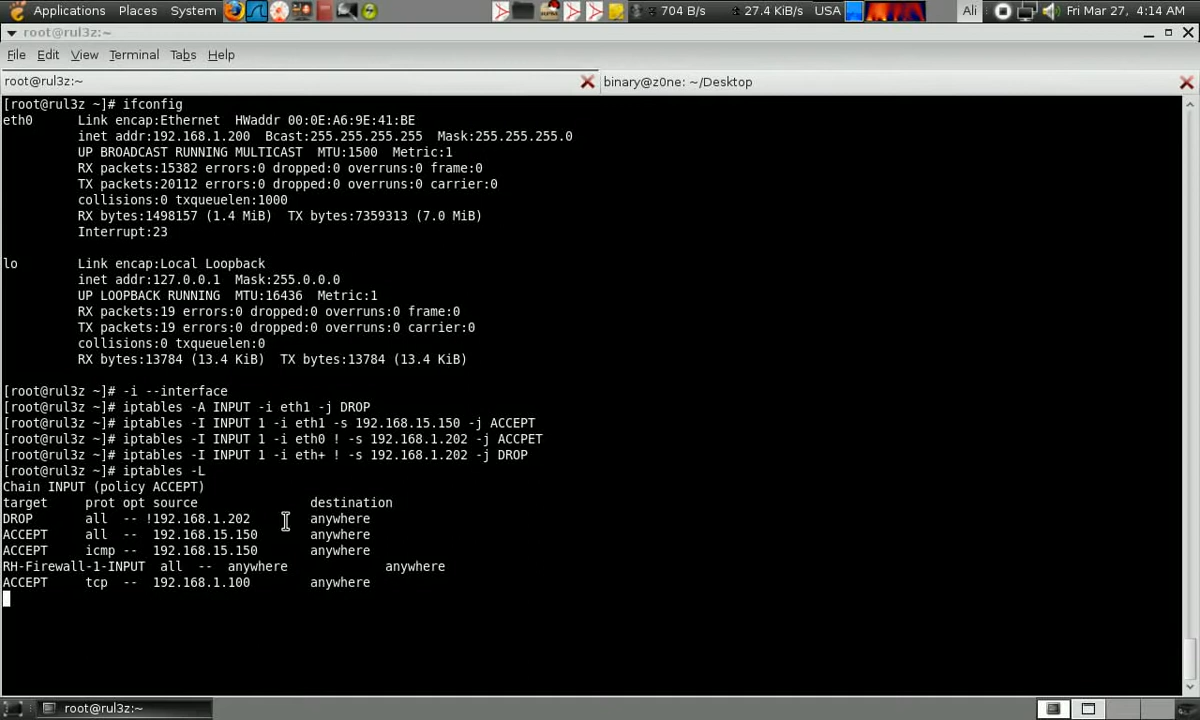 Applications Places System 704 B/s 27.4 KiB/s USA Ali Fri Mar 27, 4:14 AM
root@rul3z:~
File Edit View Terminal Tabs Help
root@rul3z:~ binary@z0ne: ~/Desktop
[root@rul3z ~]# ifconfig
eth0 Link encap:Ethernet HWaddr 00:0E:A6:9E:41:BE
inet addr:192.168.1.200 Bcast:255.255.255.255 Mask:255.255.255.0
UP BROADCAST RUNNING MULTICAST MTU:1500 Metric:1
RX packets:15382 errors:0 dropped:0 overruns:0 frame:0
TX packets:20112 errors:0 dropped:0 overruns:0 carrier:0
collisions:0 txqueuelen:1000
RX bytes:1498157 (1.4 MiB) TX bytes:7359313 (7.0 MiB)
Interrupt:23
lo Link encap:Local Loopback
inet addr:127.0.0.1 Mask:255.0.0.0
UP LOOPBACK RUNNING MTU:16436 Metric:1
RX packets:19 errors:0 dropped:0 overruns:0 frame:0
TX packets:19 errors:0 dropped:0 overruns:0 carrier:0
collisions:0 txqueuelen:0
RX bytes:13784 (13.4 KiB) TX bytes:13784 (13.4 KiB)
[root@rul3z ~]# -i --interface
[root@rul3z ~]# iptables -A INPUT -i eth1 -j DROP
[root@rul3z ~]# iptables -I INPUT 1 -i eth1 -s 192.168.15.150 -j ACCEPT
[root@rul3z ~]# iptables -I INPUT 1 -i eth0 ! -s 192.168.1.202 -j ACCPET
[root@rul3z ~]# iptables -I INPUT 1 -i eth+ ! -s 192.168.1.202 -j DROP
[root@rul3z ~]# iptables -L
Chain INPUT (policy ACCEPT)
target prot opt source destination
DROP all -- !192.168.1.202 anywhere
ACCEPT all -- 192.168.15.150 anywhere
ACCEPT icmp -- 192.168.15.150 anywhere
RH-Firewall-1-INPUT all -- anywhere anywhere
ACCEPT tcp -- 192.168.1.100 anywhere
root@rul3z:~